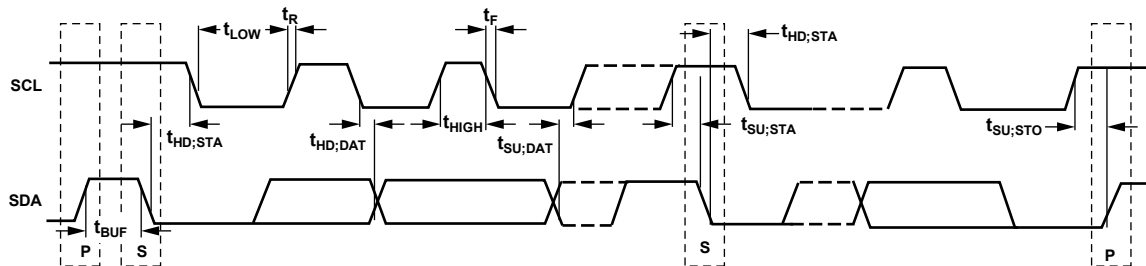 tR
tF
tLOW
tHD;STA
SCL
tHD;STA
tHD;DAT
tHIGH
tSU;DAT
tSU;STA
tSU;STO
SDA
tBUF
P
S
S
P